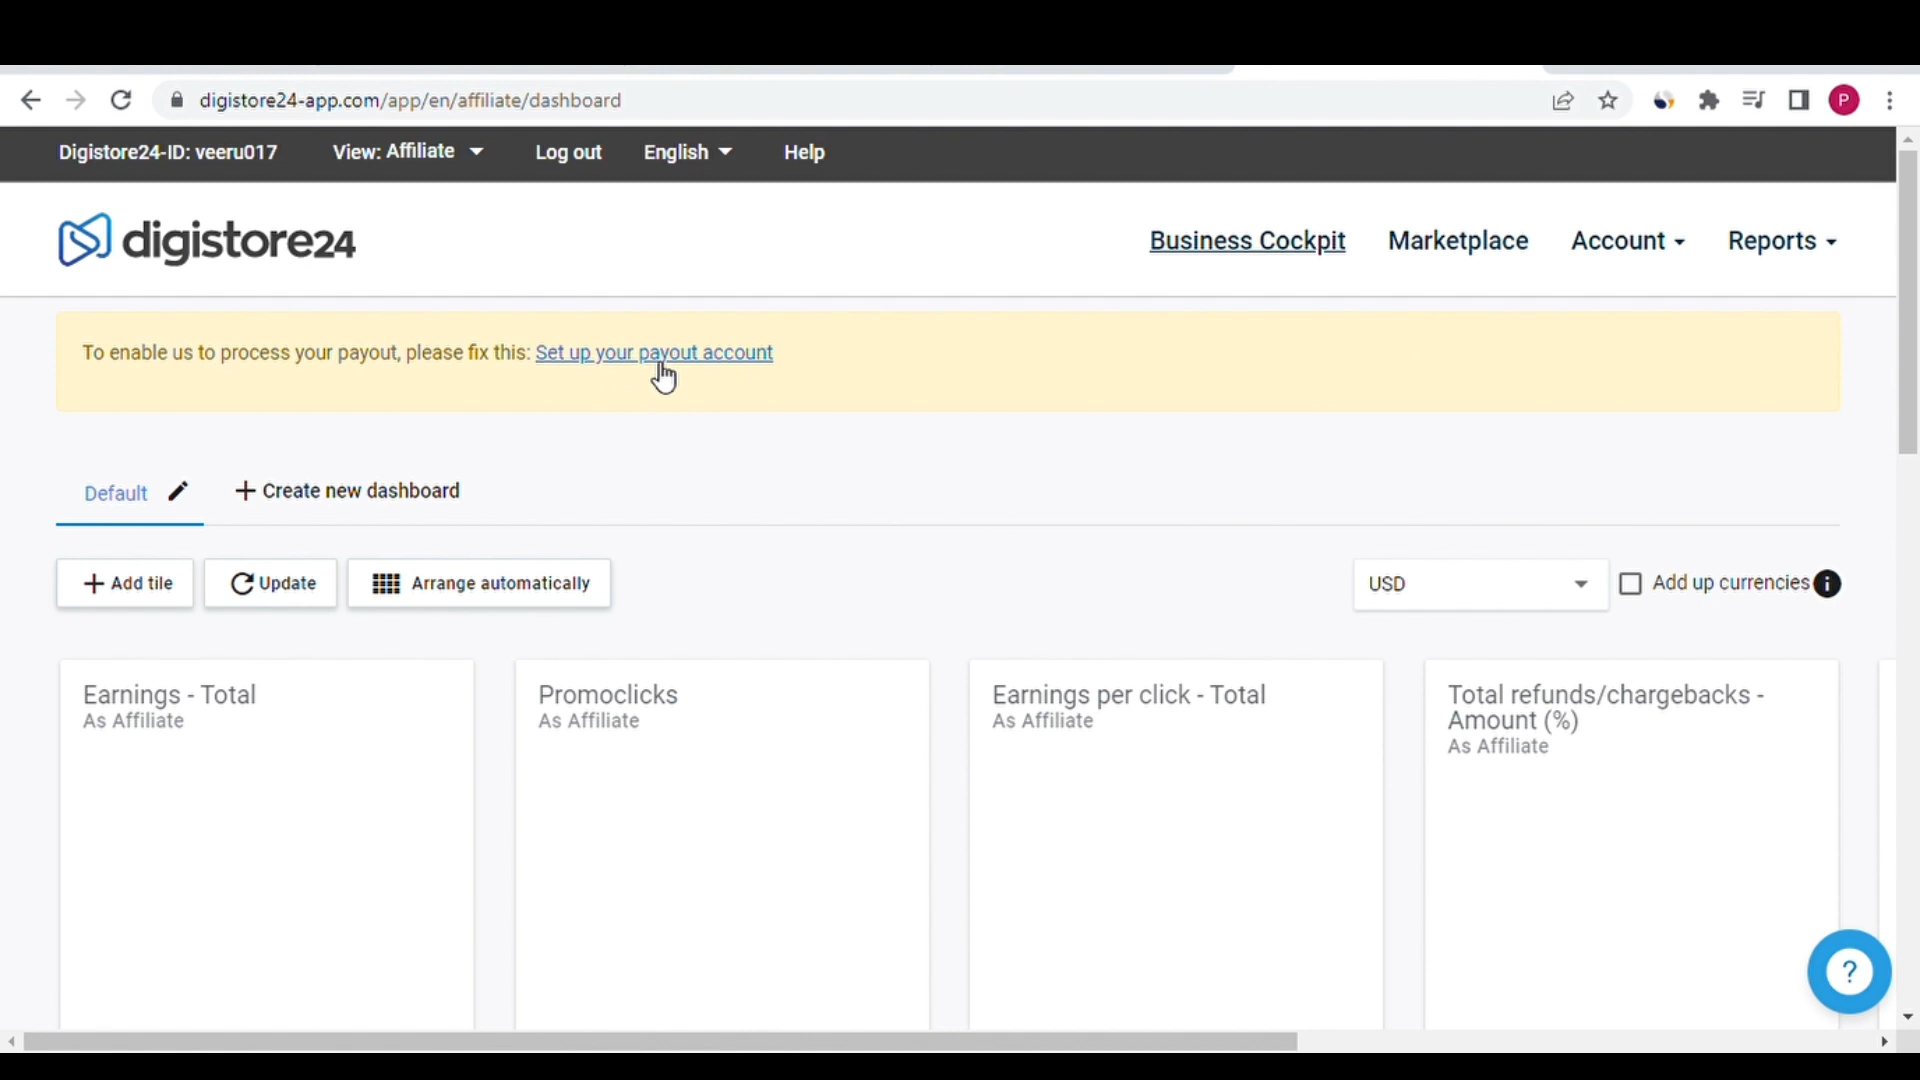 digistore24-app.com/app/en/affiliate/dashboard
P
Digistore24-ID: veeru017
View: Affiliate
Log out
English
Help
digistore24
Business Cockpit
Marketplace
Account
Reports
To enable us to process your payout, please fix this: Set up your payout account
Default
Create new dashboard
Add tile
Update
Arrange automatically
USD
Add up currencies
i
Earnings - Total
As Affiliate
Promoclicks
As Affiliate
Earnings per click - Total
As Affiliate
Total refunds/chargebacks -
Amount (%)
As Affiliate
?